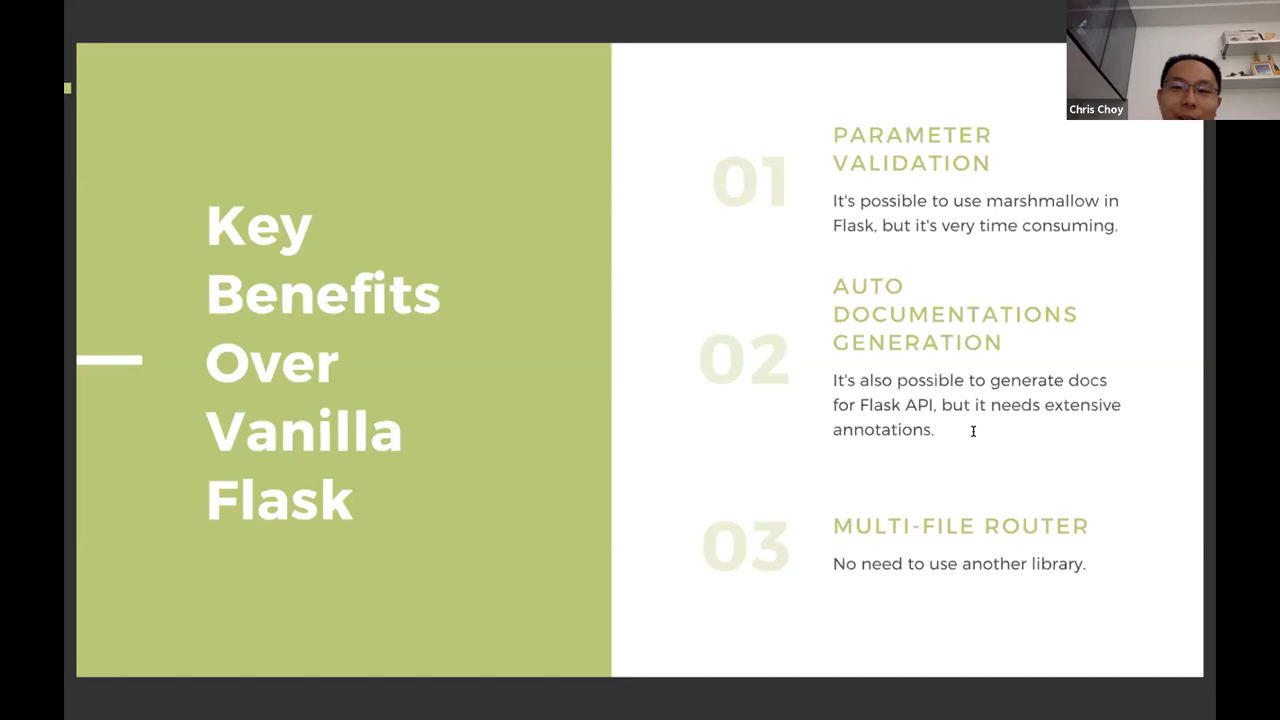 Key
Benefits
Over
Vanilla
Flask
01
PARAMETER
VALIDATION
It's possible to use marshmallow in
Flask, but it's very time consuming.
02
AUTO
DOCUMENTATIONS
GENERATION
It's also possible to generate docs
for Flask API, but it needs extensive
annotations.
03
MULTI-FILE ROUTER
No need to use another library.
Chris Choy